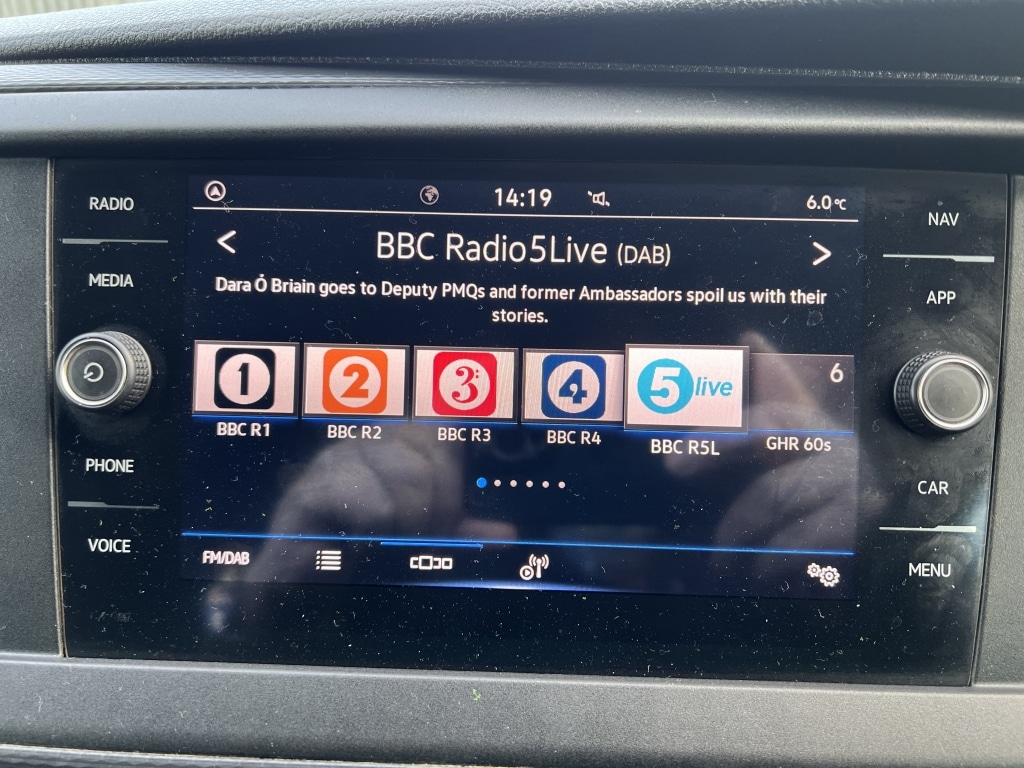 RADIO
14:19
6.0°C
NAV
BBC Radio5Live (DAB)
MEDIA
Dara Ó Briain goes to Deputy PMQs and former Ambassadors spoil us with their
stories.
APP
1
2
3
4
5 live
6
BBC R1
BBC R2
BBC R3
BBC R4
BBC R5L
GHR 60s
PHONE
CAR
VOICE
FM/DAB
MENU